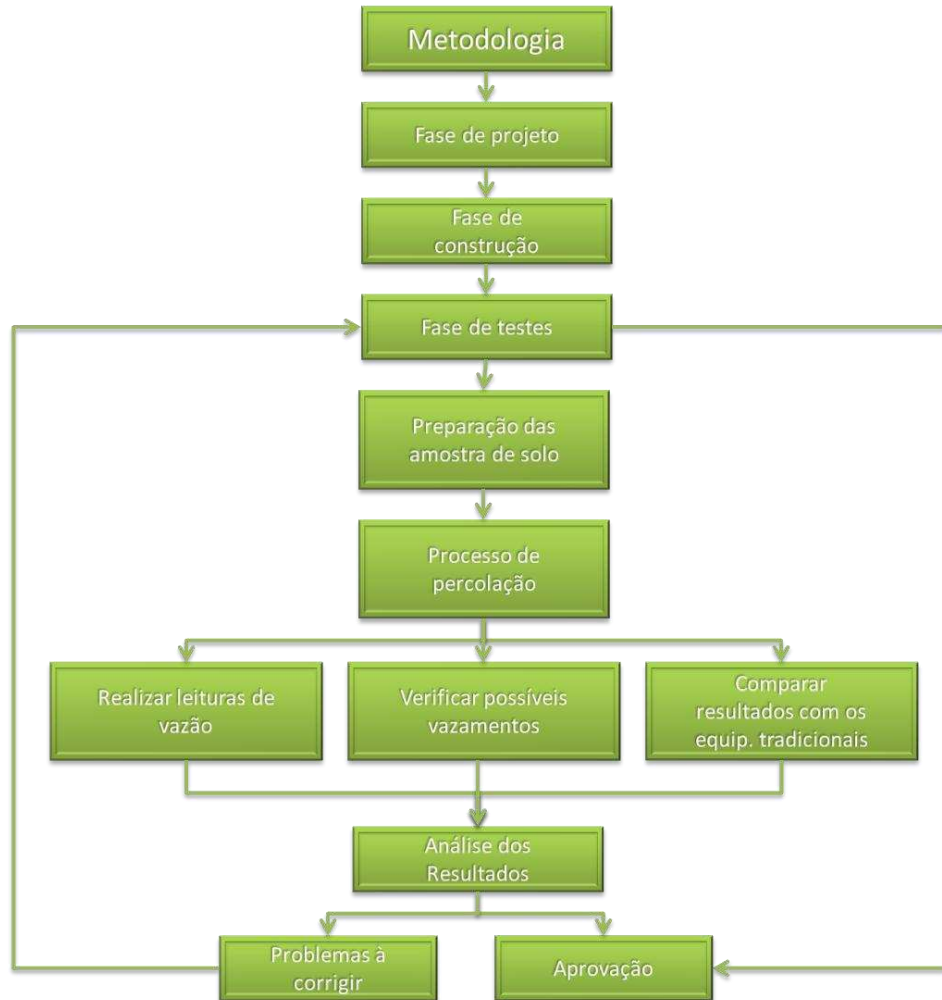 Metodologia
Fase de projeto
Fase de
construção
Fase de testes
Preparação das
amostra de solo
Processo de
percolação
Realizar leituras de
vazão
Verificar possíveis
vazamentos
Comparar
resultados com os
equip. tradicionais
Análise dos
Resultados
Problemas à
corrigir
Aprovação